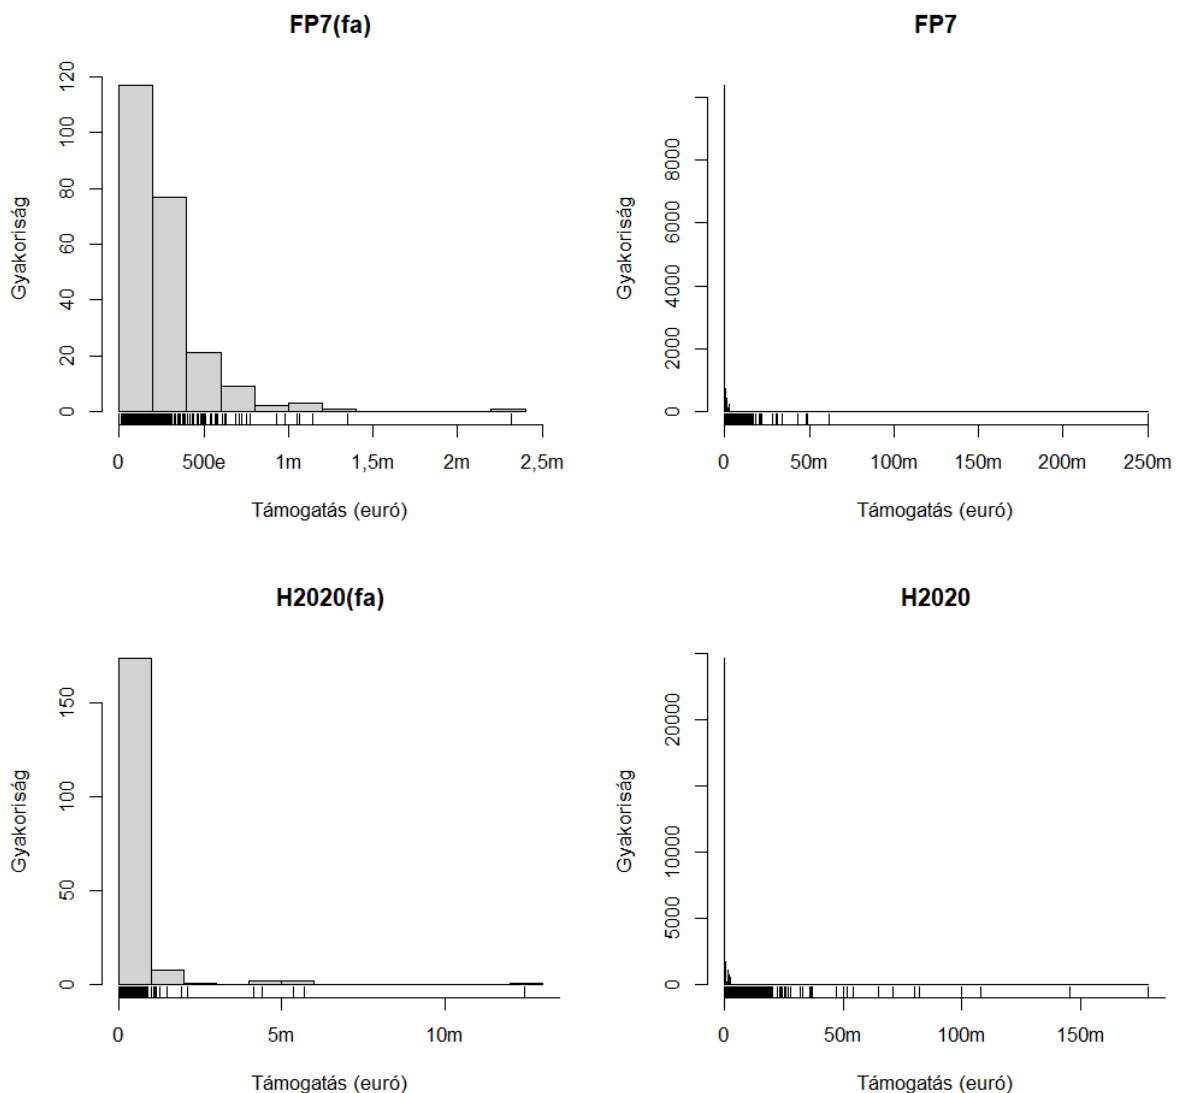 FP7(fa)
Gyakoriság
0
20
40
60
80
100
120
0 500e 1m 1,5m 2m 2,5m
Támogatás (euró)
FP7
Gyakoriság
0
2000
4000
6000
8000
0 50m 100m 150m 200m 250m
Támogatás (euró)
H2020(fa)
Gyakoriság
0
50
100
150
0 5m 10m
Támogatás (euró)
H2020
Gyakoriság
0
5000
10000
20000
0 50m 100m 150m
Támogatás (euró)